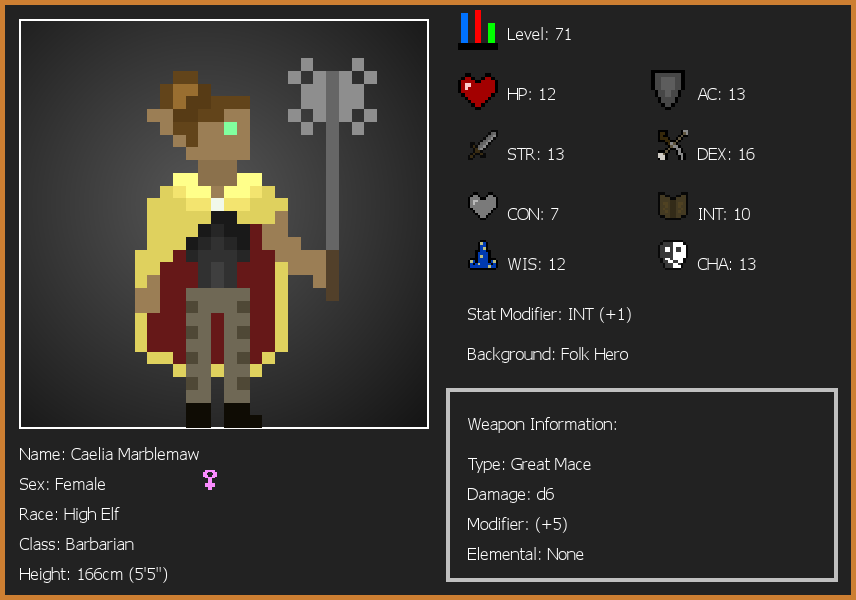 Level: 71
HP: 12
AC: 13
STR: 13
DEX: 16
CON: 7
INT: 10
WIS: 12
CHA: 13
Stat Modifier: INT (+1)
Background: Folk Hero
Weapon Information:
Type: Great Mace
Damage: d6
Modifier: (+5)
Elemental: None
Name: Caelia Marblemaw
Sex: Female
Race: High Elf
Class: Barbarian
Height: 166cm (5'5")